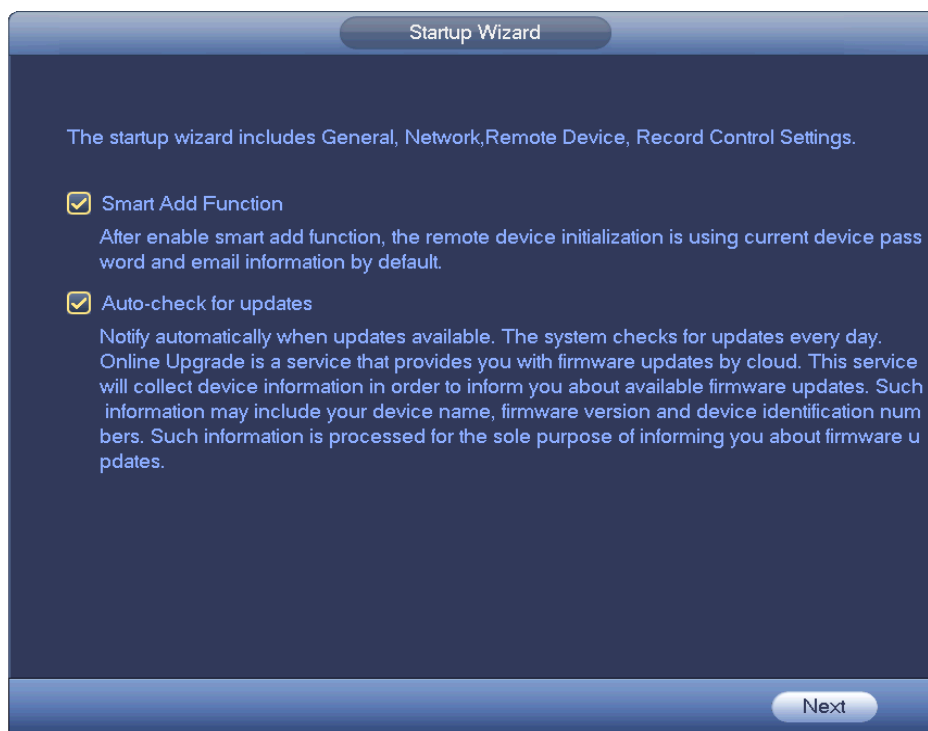 Startup Wizard
The startup wizard includes General, Network,Remote Device, Record Control Settings.
Smart Add Function
After enable smart add function, the remote device initialization is using current device pass
word and email information by default.
Auto-check for updates
Notify automatically when updates available. The system checks for updates every day.
Online Upgrade is a service that provides you with firmware updates by cloud. This service
will collect device information in order to inform you about available firmware updates. Such
information may include your device name, firmware version and device identification num
bers. Such information is processed for the sole purpose of informing you about firmware u
pdates.
Next